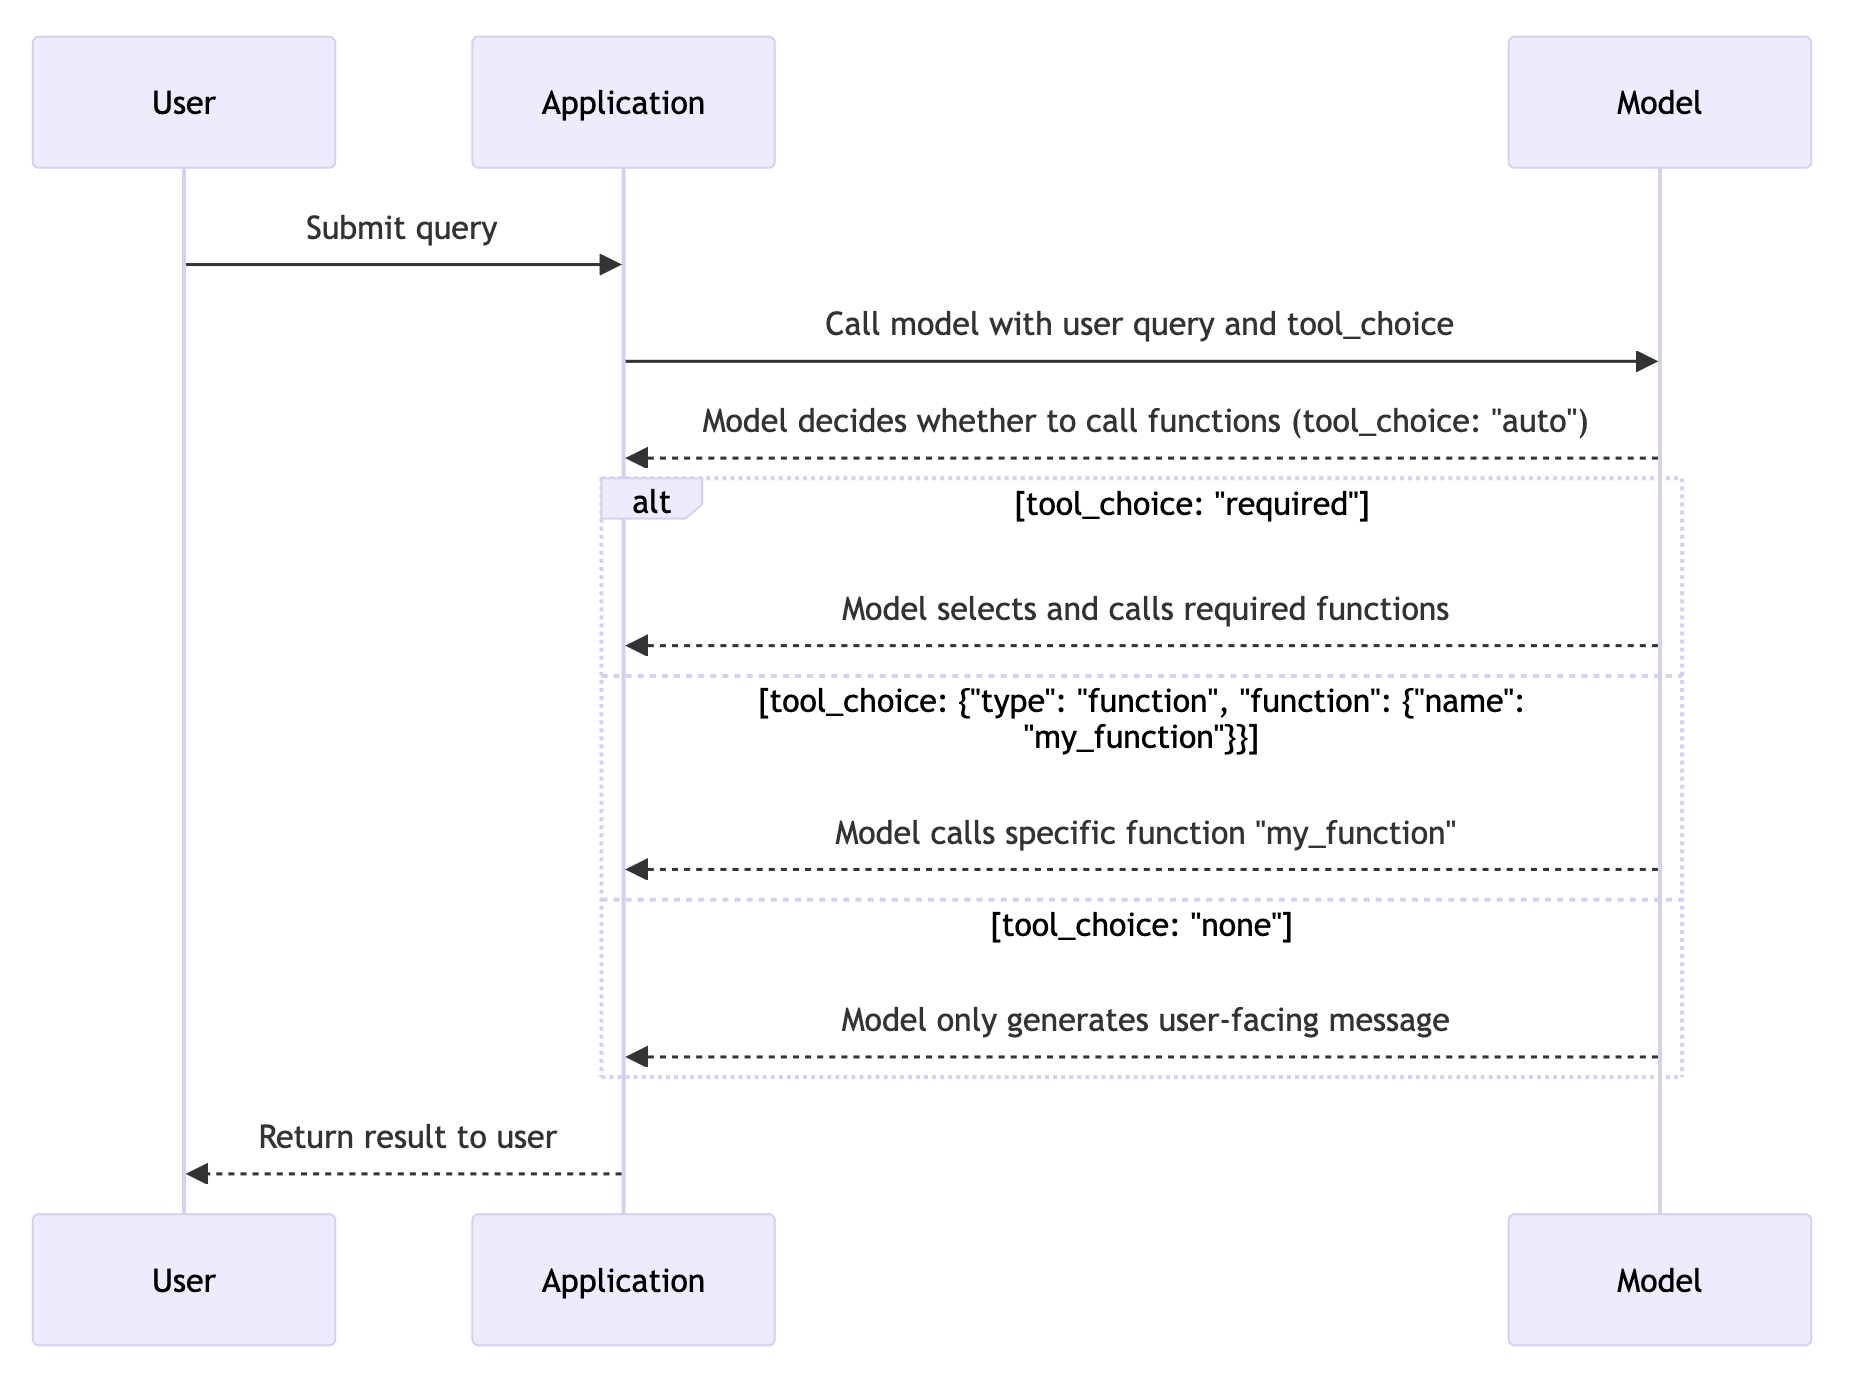 User
Application
Model
Submit query
Call model with user query and tool_choice
Model decides whether to call functions (tool_choice: "auto")
alt
[tool_choice: "required"]
Model selects and calls required functions
[tool_choice: {"type": "function", "function": {"name":
"my_function"}}]
Model calls specific function "my_function"
[tool_choice: "none"]
Model only generates user-facing message
Return result to user
User
Application
Model